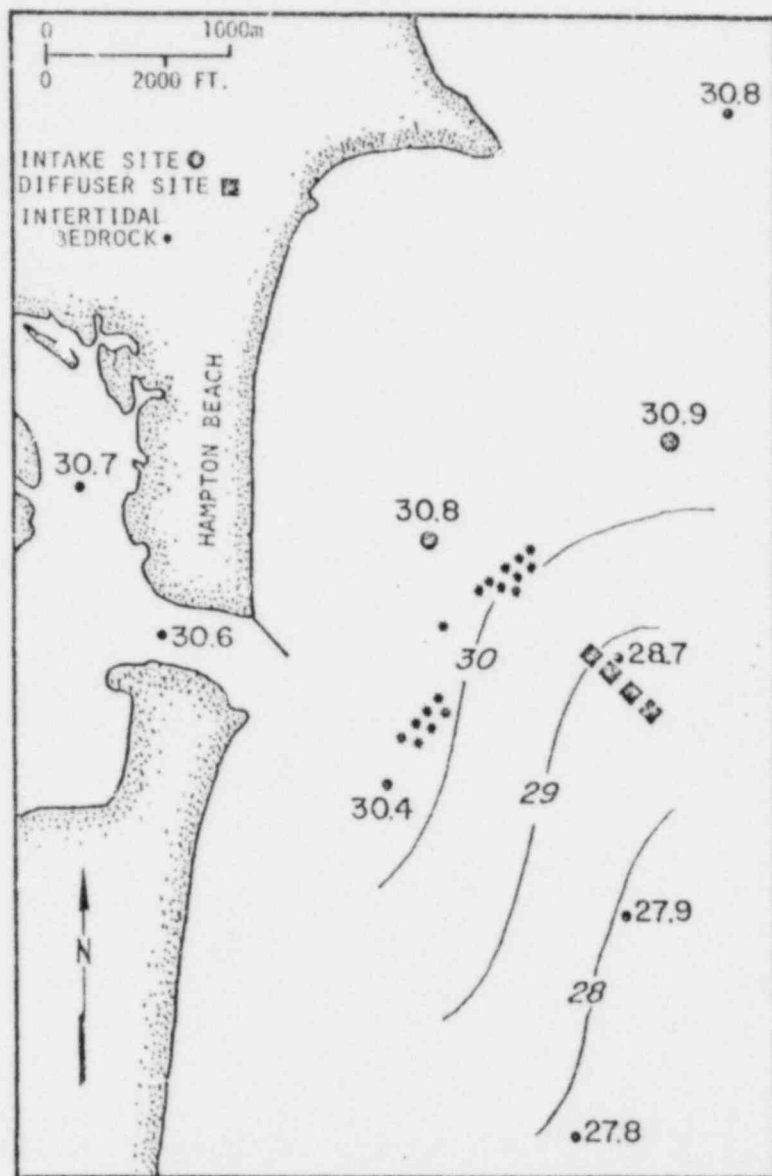 0 1000m
0 2000 FT.
30.8
INTAKE SITE
DIFFUSER SITE
INTERTIDAL
BEDROCK
HAMPTON BEACH
30.9
30.7
30.8
30.6
30
28.7
29
30.4
27.9
N
28
27.8